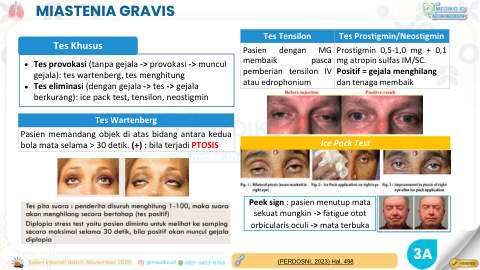 MIASTENIA GRAVIS
MEDIKO.ID
Tes Khusus
• Tes provokasi (tanpa gejala -> provokasi -> muncul
gejala): tes wartenberg, tes menghitung
• Tes eliminasi (dengan gejala -> tes -> gejala
berkurang): ice pack test, tensilon, neostigmin
Tes Wartenberg
Pasien memandang objek di atas bidang antara kedua
bola mata selama > 30 detik. (+) : bila terjadi PTOSIS
Tes pita suara : penderita disuruh menghitung 1-100, maka suara
akan menghilang secara bertahap (tes positif)
Diplopia stress test yaitu pasien diminta untuk melihat ke samping
secara maksimal selama 30 detik, bila positif akan muncul gejala
diplopia
Tes Tensilon
Pasien dengan MG
membaik pasca
pemberian tensilon IV
atau edrophonium
Tes Prostigmin/Neostigmin
Prostigmin 0,5-1,0 mg + 0,1
mg atropin sulfas IM/SC.
Positif = gejala menghilang
dan tenaga membaik
Before injection
Positive result
Ice Pack Test
Peek sign : pasien menutup mata
sekuat mungkin -> fatigue otot
orbicularis oculi -> mata terbuka
(PERDOSNI, 2023) Hal. 498
3A